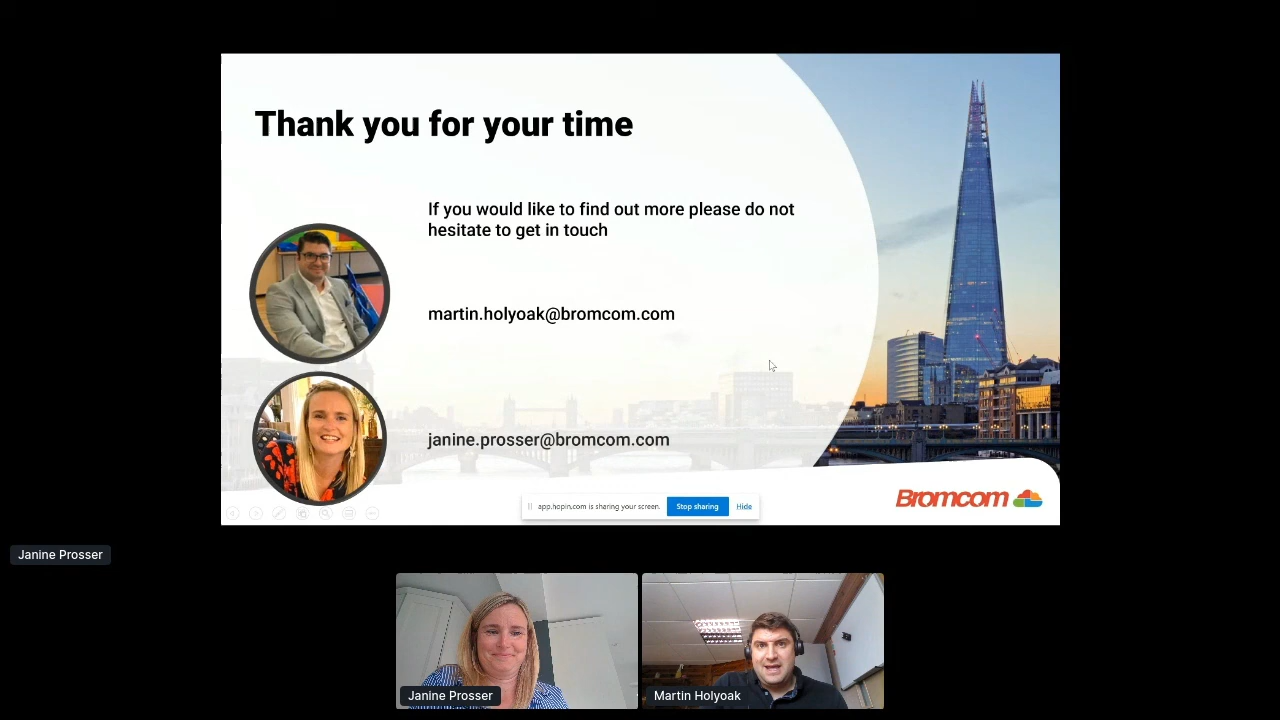 Thank you for your time
If you would like to find out more please do not
hesitate to get in touch
martin.holyoak@bromcom.com
janine.prosser@bromcom.com
Bromcom
app.hopin.com is sharing your screen.
Stop sharing
Hide
Janine Prosser
Janine Prosser
Martin Holyoak